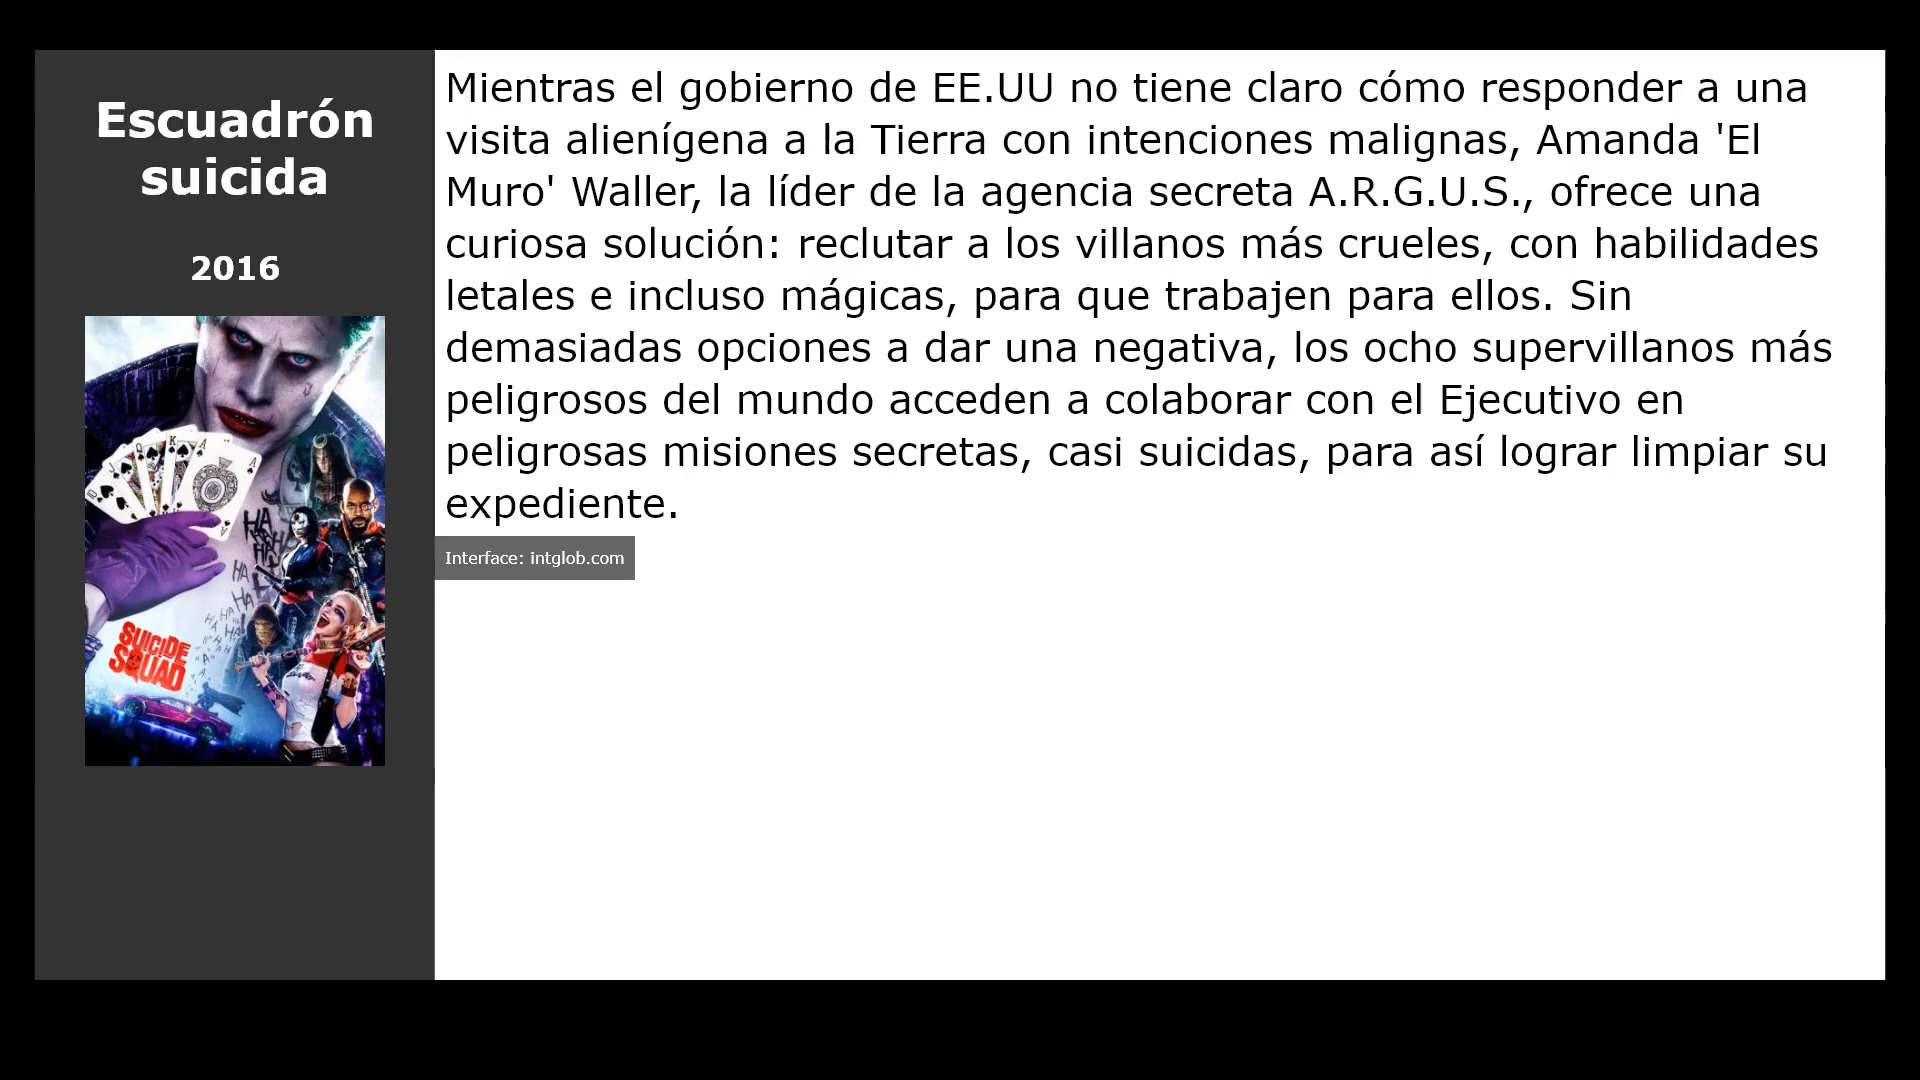 Escuadrón
suicida
2016
SUICIDE
SQUAD
Mientras el gobierno de EE.UU no tiene claro cómo responder a una
visita alienígena a la Tierra con intenciones malignas, Amanda 'El
Muro' Waller, la líder de la agencia secreta A.R.G.U.S., ofrece una
curiosa solución: reclutar a los villanos más crueles, con habilidades
letales e incluso mágicas, para que trabajen para ellos. Sin
demasiadas opciones a dar una negativa, los ocho supervillanos más
peligrosos del mundo acceden a colaborar con el Ejecutivo en
peligrosas misiones secretas, casi suicidas, para así lograr limpiar su
expediente.
Interface: intglob.com